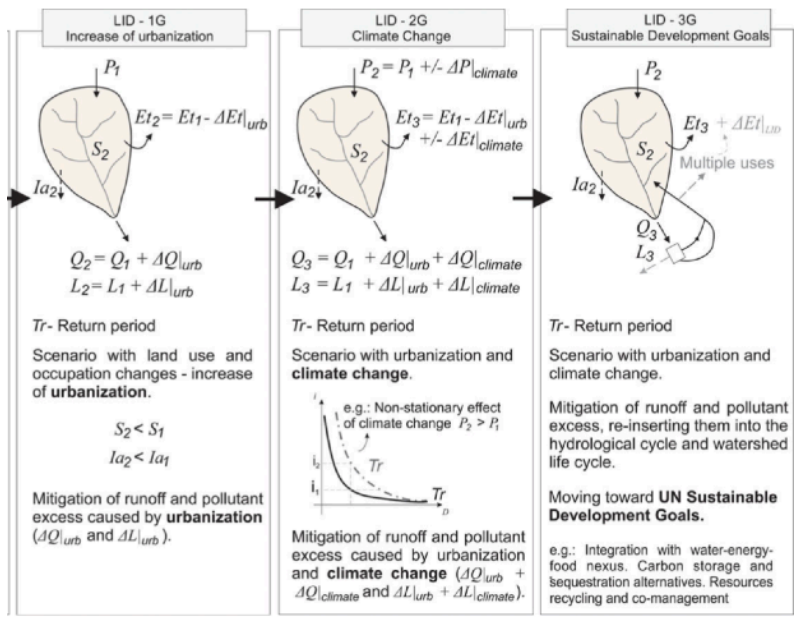 LID - 1G
Increase of urbanization
P1
Et2 = Et1 - ΔEt|urb
S2
Ia2
Q2 = Q1 + ΔQ|urb
L2 = L1 + ΔL|urb
Tr - Return period
Scenario with land use and
occupation changes - increase
of urbanization.
S2 < S1
Ia2 < Ia1
Mitigation of runoff and pollutant
excess caused by urbanization
(ΔQ|urb and ΔL|urb).
LID - 2G
Climate Change
P2 = P1 +/- ΔP|climate
Et3 = Et1 - ΔEt|urb
+/- ΔEt|climate
S2
Ia2
Q3 = Q1 + ΔQ|urb + ΔQ|climate
L3 = L1 + ΔL|urb + ΔL|climate
Tr - Return period
Scenario with urbanization and
climate change.
i
e.g.: Non-stationary effect
of climate change P2 > P1
i2
Tr
i1
Tr
D
Mitigation of runoff and pollutant
excess caused by urbanization
and climate change (ΔQ|urb +
ΔQ|climate and ΔL|urb + ΔL|climate).
LID - 3G
Sustainable Development Goals
P2
Et3 + ΔEt|LID
S2
Multiple uses
Ia2
Q3
L3
Tr - Return period
Scenario with urbanization and
climate change.
Mitigation of runoff and pollutant
excess, re-inserting them into the
hydrological cycle and watershed
life cycle.
Moving toward UN Sustainable
Development Goals.
e.g.: Integration with water-energy-
food nexus. Carbon storage and
sequestration alternatives. Resources
recycling and co-management